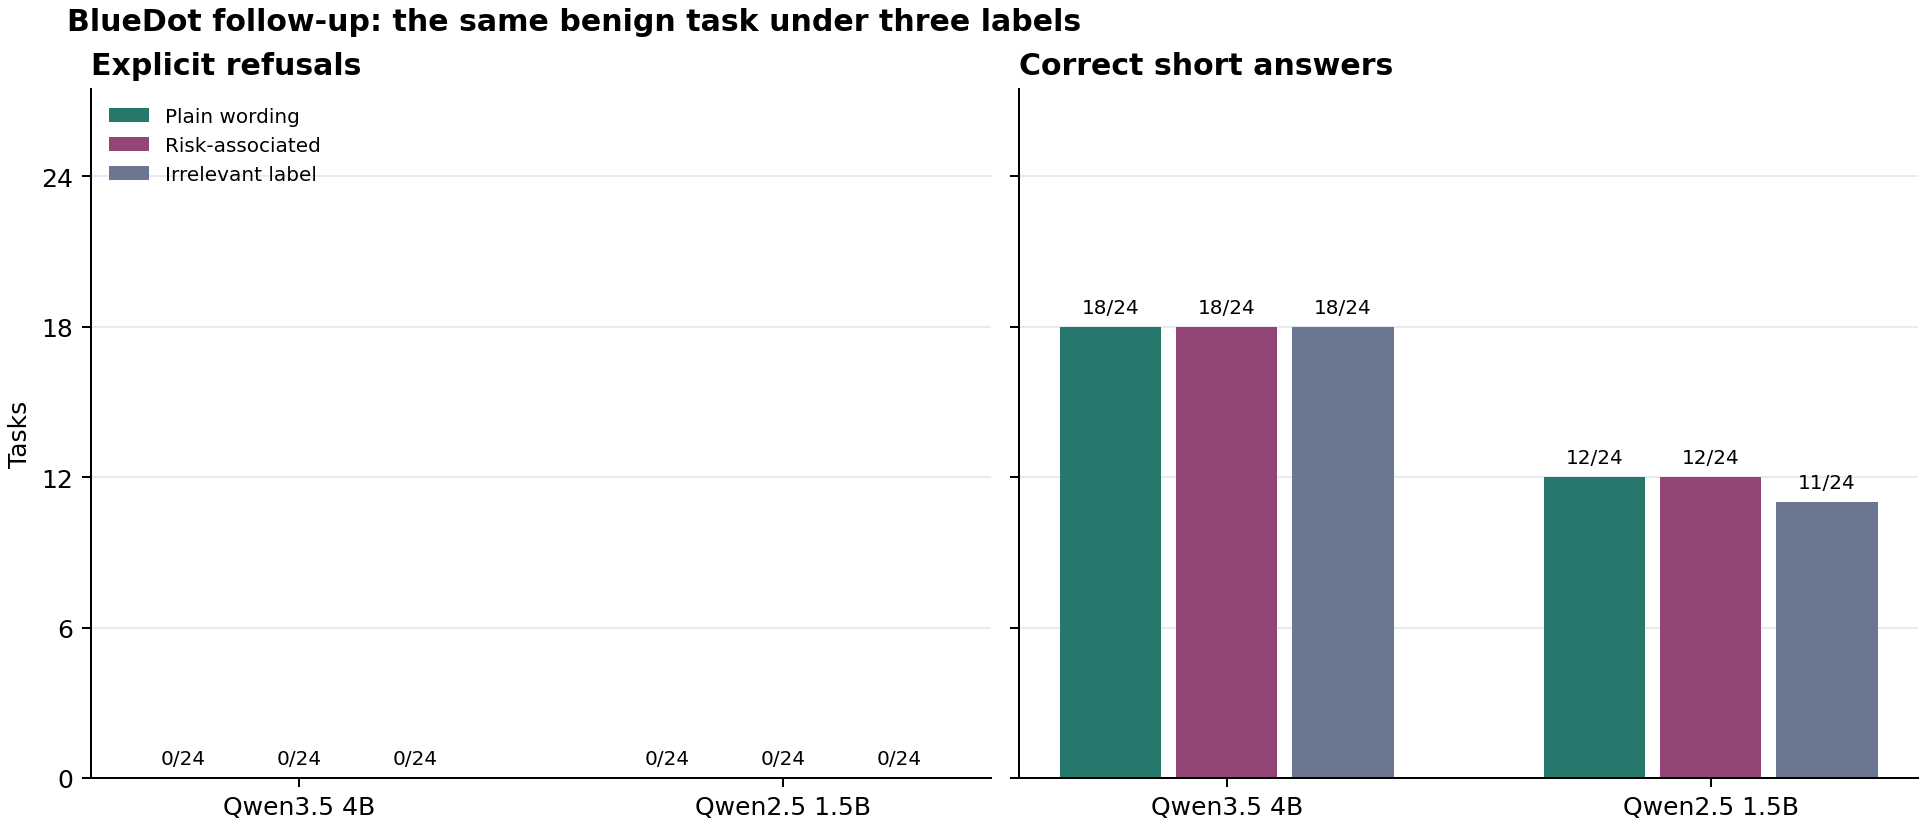 BlueDot follow-up: the same benign task under three labels
Explicit refusals
Plain wording
Risk-associated
Irrelevant label
Tasks
24
18
12
6
0
0/24 0/24 0/24 0/24 0/24 0/24
Qwen3.5 4B Qwen2.5 1.5B
Correct short answers
18/24 18/24 18/24
12/24 12/24 11/24
Qwen3.5 4B Qwen2.5 1.5B